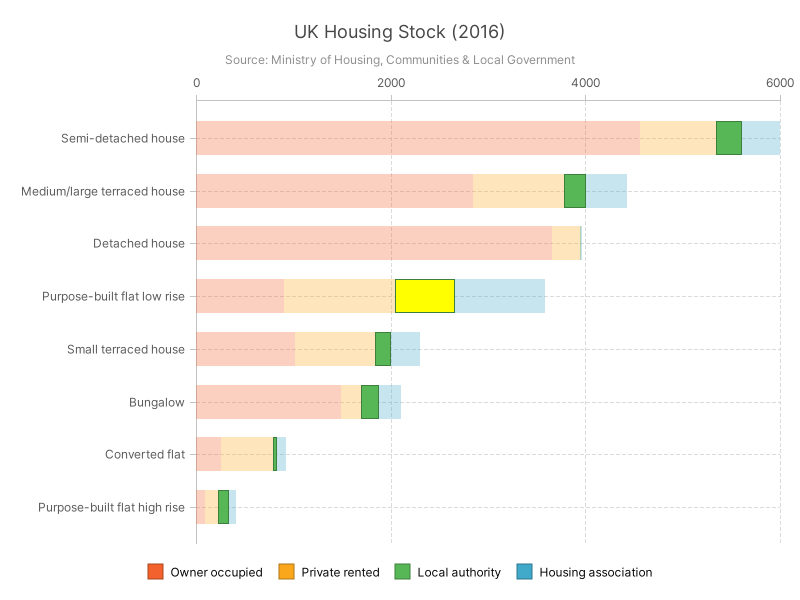 UK Housing Stock (2016)
Source: Ministry of Housing, Communities & Local Government
0 2000 4000 6000
Semi-detached house
Medium/large terraced house
Detached house
Purpose-built flat low rise
Small terraced house
Bungalow
Converted flat
Purpose-built flat high rise
Owner occupied Private rented Local authority Housing association